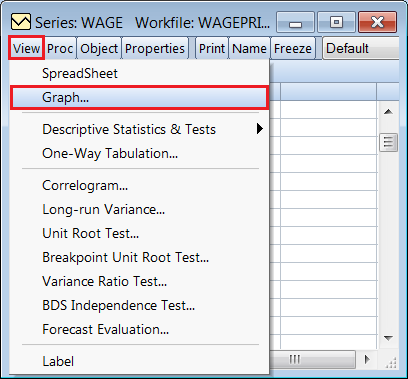 Series: WAGE Workfile: WAGEPRI...
View Proc Object Properties Print Name Freeze Default
SpreadSheet
Graph...
Descriptive Statistics & Tests
One-Way Tabulation...
Correlogram...
Long-run Variance...
Unit Root Test...
Breakpoint Unit Root Test...
Variance Ratio Test...
BDS Independence Test...
Forecast Evaluation...
Label